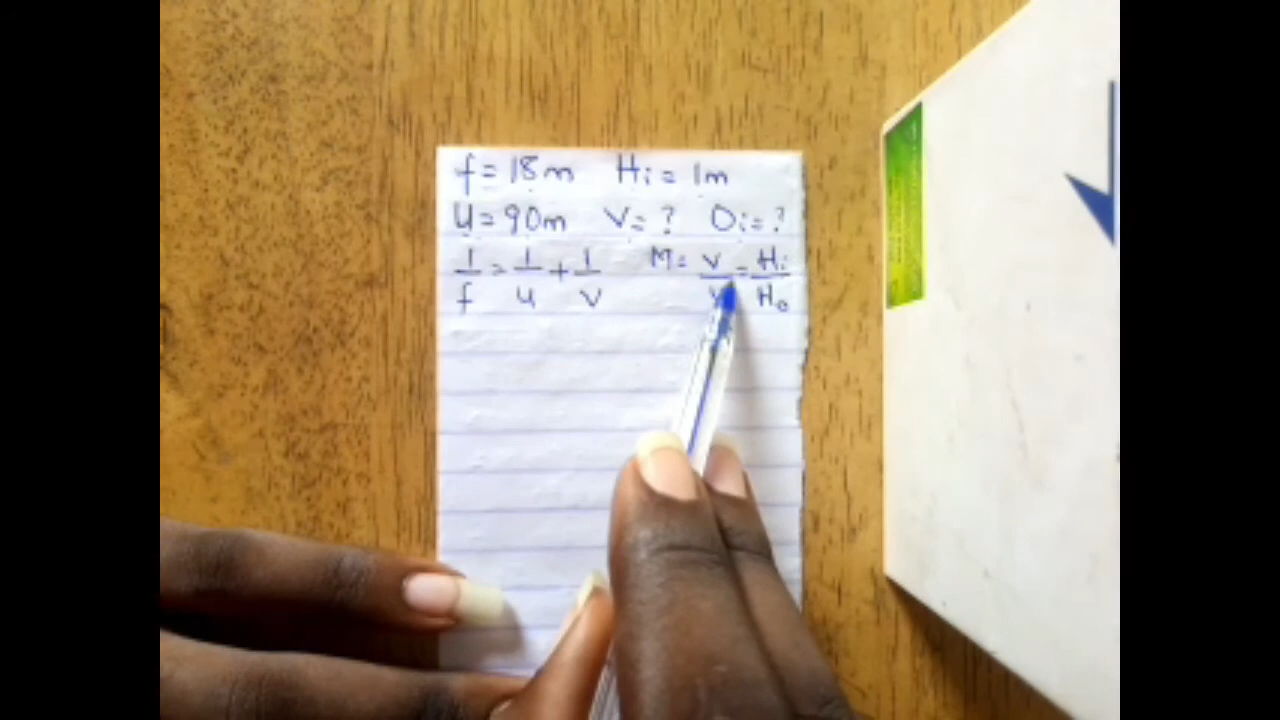 f = 18m Hi = 1m
u = 90m V = ? Oi = ?
1/f = 1/u + 1/v M = v/u = Hi/Ho